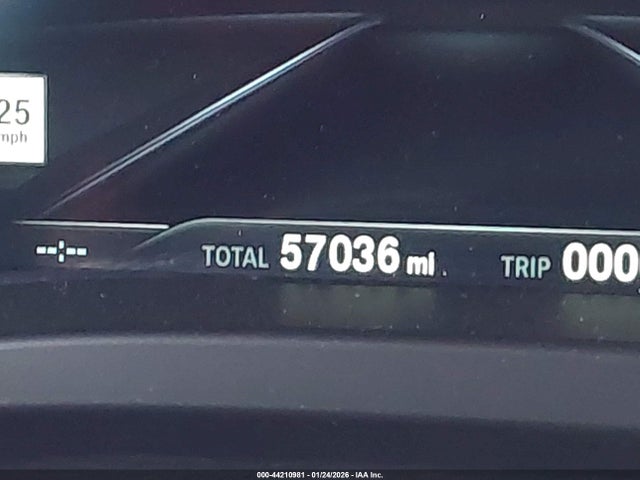 25
mph
--:--
TOTAL 57036 mi
TRIP 000
000-44210981 - 01/24/2026 - IAA Inc.